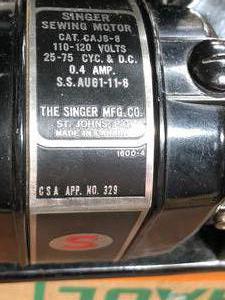 SINGER
SEWING MOTOR
CAT. CAJ8-8
110-120 VOLTS
25-75 CYC. & D.C.
0.4 AMP.
S.S.AU61-11-8
THE SINGER MFG.CO.
ST. JOHNS, P.Q.
MADE IN CANADA
1600-4
CSA APP. NO. 329
S